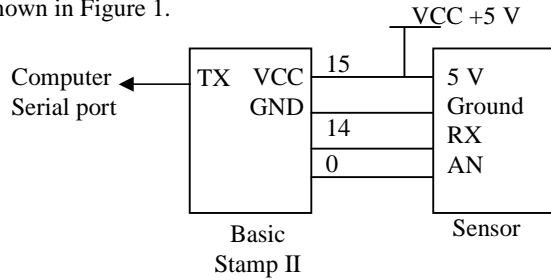 hown in Figure 1.
VCC +5 V
Computer
Serial port
TX VCC
GND
15
14
0
5 V
Ground
RX
AN
Basic
Stamp II
Sensor